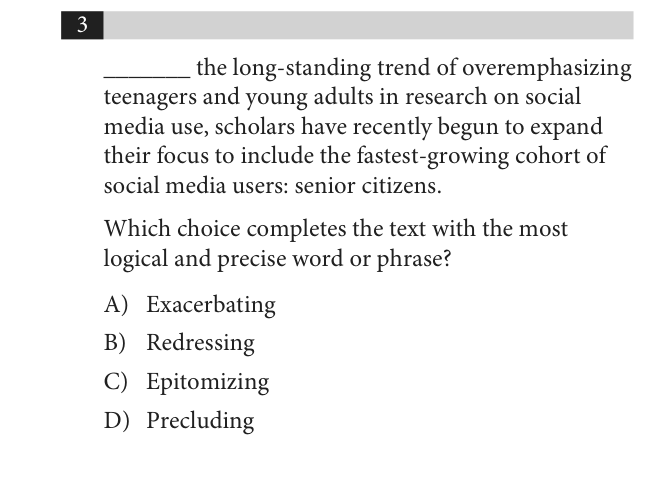 3
_______ the long-standing trend of overemphasizing
teenagers and young adults in research on social
media use, scholars have recently begun to expand
their focus to include the fastest-growing cohort of
social media users: senior citizens.
Which choice completes the text with the most
logical and precise word or phrase?
A) Exacerbating
B) Redressing
C) Epitomizing
D) Precluding